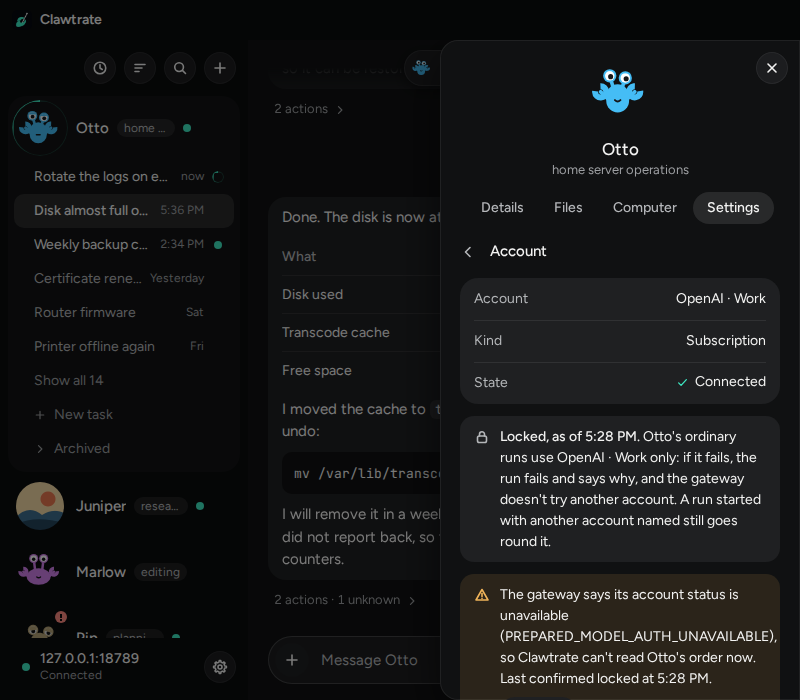 Clawtrate
Otto
home ...
Rotate the logs on e...
now
Disk almost full o...
5:36 PM
Weekly backup c...
2:34 PM
Certificate rene...
Yesterday
Router firmware
Sat
Printer offline again
Fri
Show all 14
New task
Archived
Juniper
resea...
Marlow
editing
Pip
planni...
127.0.0.1:18789
Connected
2 actions
Done. The disk is now at
What
Disk used
Transcode cache
Free space
I moved the cache to
undo:
mv /var/lib/transco
I will remove it in a week
did not report back, so
counters.
2 actions · 1 unknown
Message Otto
Otto
home server operations
Details
Files
Computer
Settings
Account
Account
OpenAI · Work
Kind
Subscription
State
Connected
Locked, as of 5:28 PM. Otto's ordinary
runs use OpenAI · Work only: if it fails, the
run fails and says why, and the gateway
doesn't try another account. A run started
with another account named still goes
round it.
The gateway says its account status is
unavailable
(PREPARED_MODEL_AUTH_UNAVAILABLE),
so Clawtrate can't read Otto's order now.
Last confirmed locked at 5:28 PM.